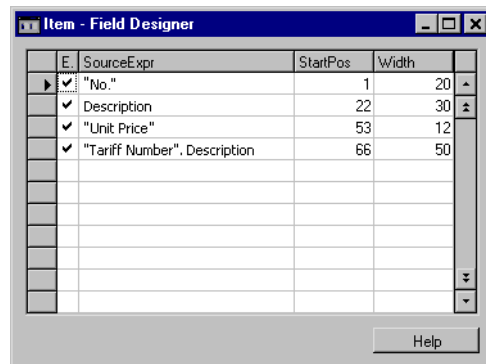 Item - Field Designer
E. SourceExpr StartPos Width
"No." 1 20
Description 22 30
"Unit Price" 53 12
"Tariff Number". Description 66 50
Help